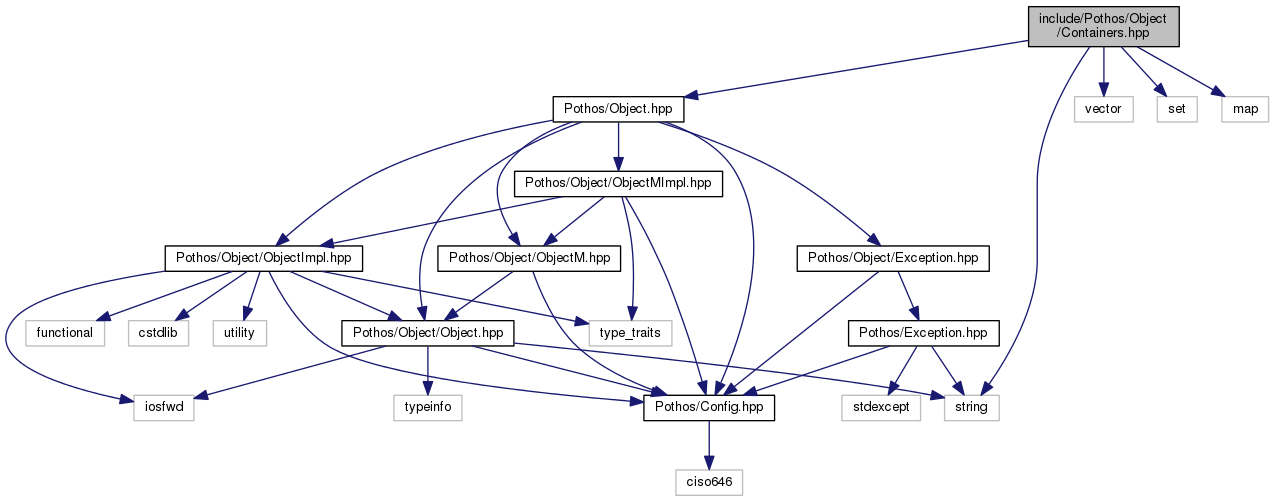 include/Pothos/Object
/Containers.hpp
Pothos/Object.hpp
vector
set
map
Pothos/Object/ObjectMImpl.hpp
Pothos/Object/ObjectImpl.hpp
Pothos/Object/ObjectM.hpp
Pothos/Object/Exception.hpp
functional
cstdlib
utility
Pothos/Object/Object.hpp
type_traits
Pothos/Exception.hpp
iosfwd
typeinfo
Pothos/Config.hpp
stdexcept
string
ciso646